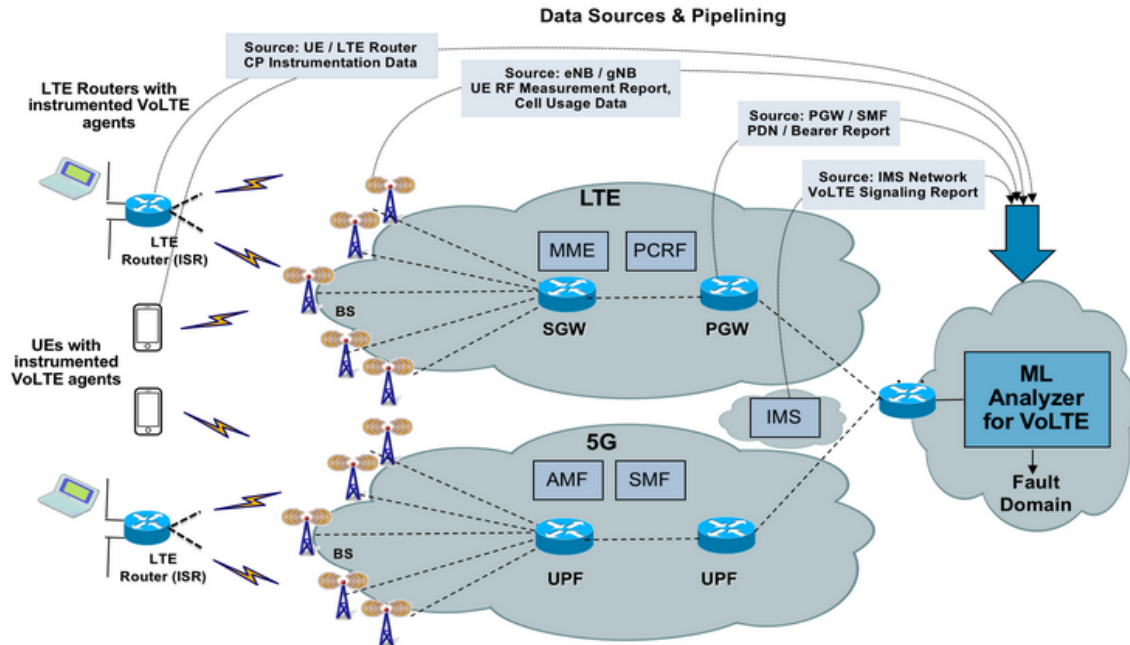 Data Sources & Pipelining
Source: UE / LTE Router
CP Instrumentation Data
Source: eNB / gNB
UE RF Measurement Report,
Cell Usage Data
Source: PGW / SMF
PDN / Bearer Report
Source: IMS Network
VoLTE Signaling Report
LTE Routers with
instrumented VoLTE
agents
LTE
Router (ISR)
UEs with
instrumented
VoLTE agents
LTE
Router (ISR)
LTE
MME
PCRF
BS
SGW
PGW
IMS
5G
AMF
SMF
BS
UPF
UPF
ML
Analyzer
for VoLTE
Fault
Domain